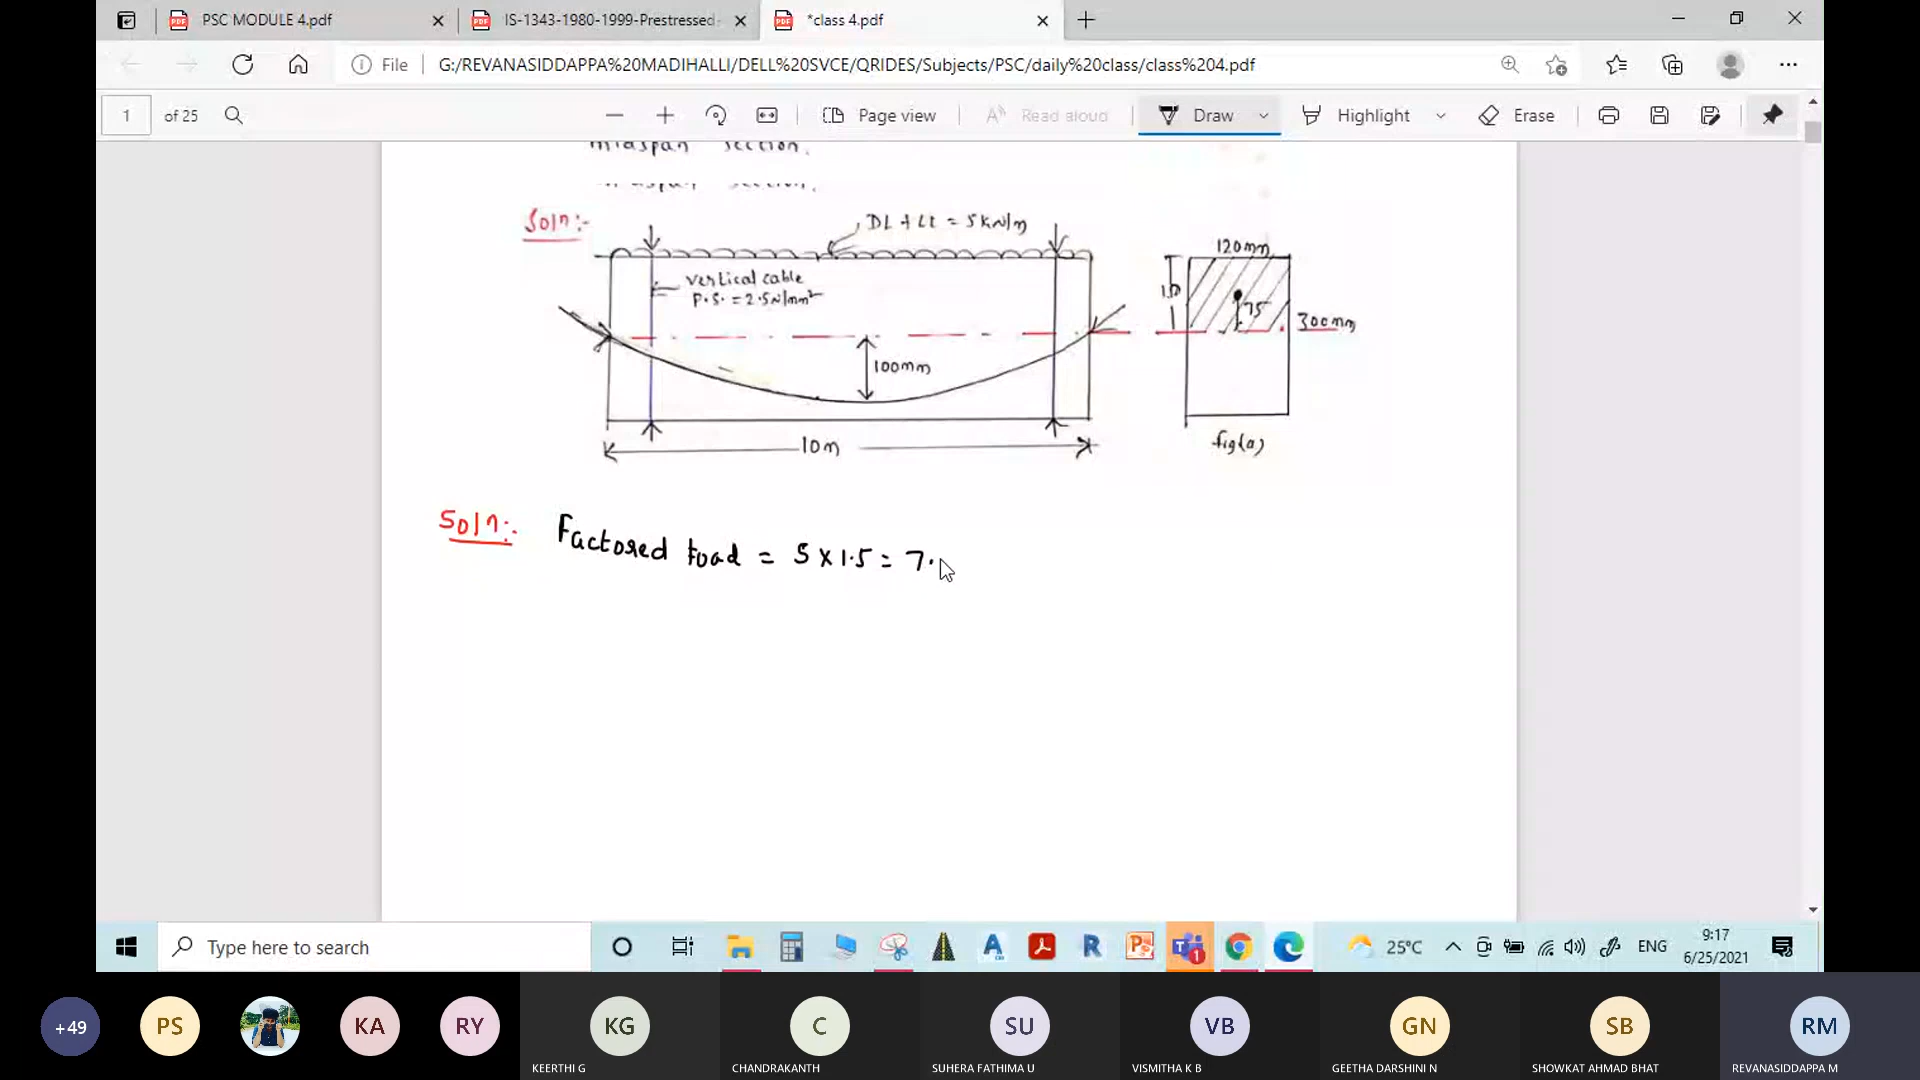 PSC MODULE 4.pdf
IS-1343-1980-1999-Prestressed-
*class 4.pdf
File
G:/REVANASIDDAPPA%20MADIHALLI/DELL%20SVCE/QRIDES/Subjects/PSC/daily%20class/class%204.pdf
1 of 25
Page view
Read aloud
Draw
Highlight
Erase
midspan section.
Soln:-
DL + LL = 5kN/m
120mm
vertical cable
P.S. = 2.5N/mm²
75
300mm
100mm
10m
fig(a)
Soln:- Factored load = 5 x 1.5 = 7.
Type here to search
25°C
ENG
9:17
6/25/2021
1
+49
PS
KA
RY
KG
C
SU
VB
GN
SB
RM
KEERTHI G
CHANDRAKANTH
SUHERA FATHIMA U
VISMITHA K B
GEETHA DARSHINI N
SHOWKAT AHMAD BHAT
REVANASIDDAPPA M